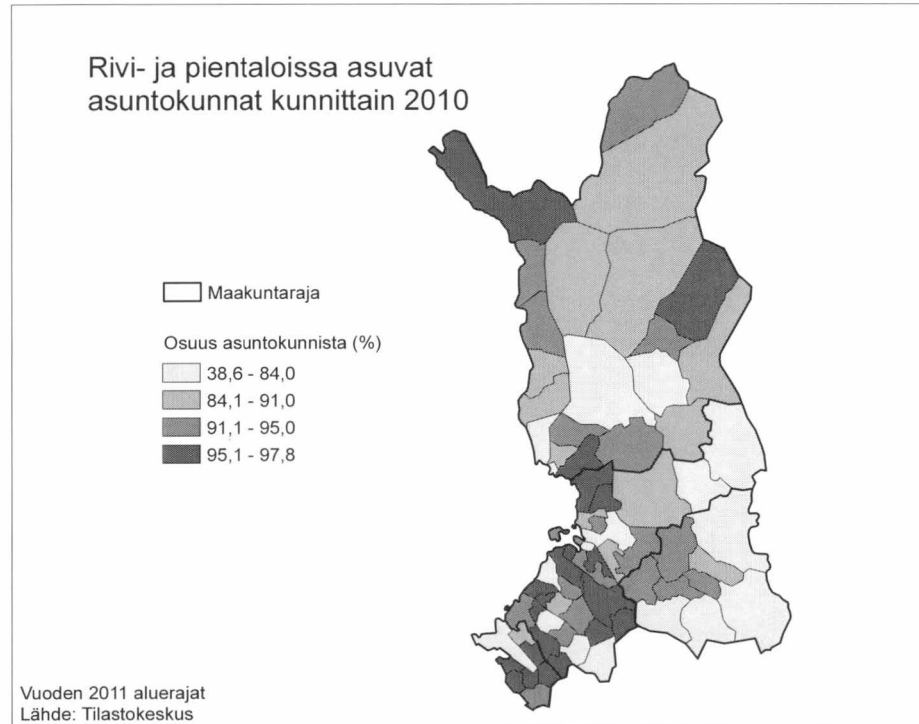 Rivi- ja pientaloissa asuvat
asuntokunnat kunnittain 2010
Maakuntaraja
Osuus asuntokunnista (%)
38,6 - 84,0
84,1 - 91,0
91,1 - 95,0
95,1 - 97,8
Vuoden 2011 aluerajat
Lähde: Tilastokeskus